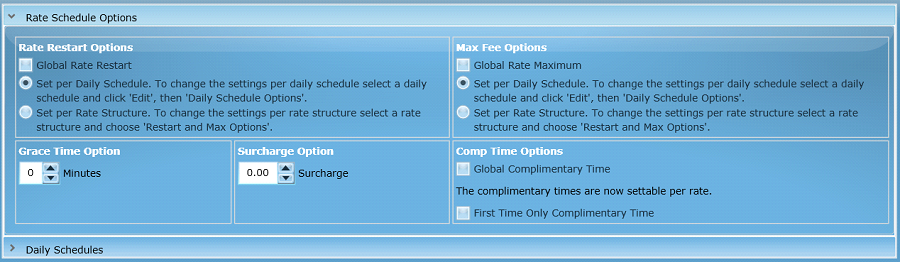 Rate Schedule Options
Rate Restart Options
Global Rate Restart
Set per Daily Schedule. To change the settings per daily schedule select a daily
schedule and click 'Edit', then 'Daily Schedule Options'.
Set per Rate Structure. To change the settings per rate structure select a rate
structure and choose 'Restart and Max Options'.
Max Fee Options
Global Rate Maximum
Set per Daily Schedule. To change the settings per daily schedule select a daily
schedule and click 'Edit', then 'Daily Schedule Options'.
Set per Rate Structure. To change the settings per rate structure select a rate
structure and choose 'Restart and Max Options'.
Grace Time Option
0 Minutes
Surcharge Option
0.00 Surcharge
Comp Time Options
Global Complimentary Time
The complimentary times are now settable per rate.
First Time Only Complimentary Time
Daily Schedules